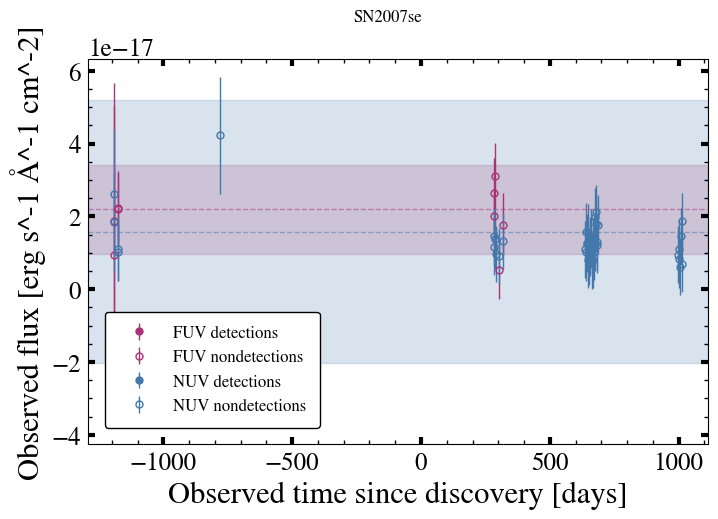 SN2007se
1e−17
6
4
2
0
−2
−4
Observed flux [erg s^-1 Å^-1 cm^-2]
FUV detections
FUV nondetections
NUV detections
NUV nondetections
−1000 −500 0 500 1000
Observed time since discovery [days]